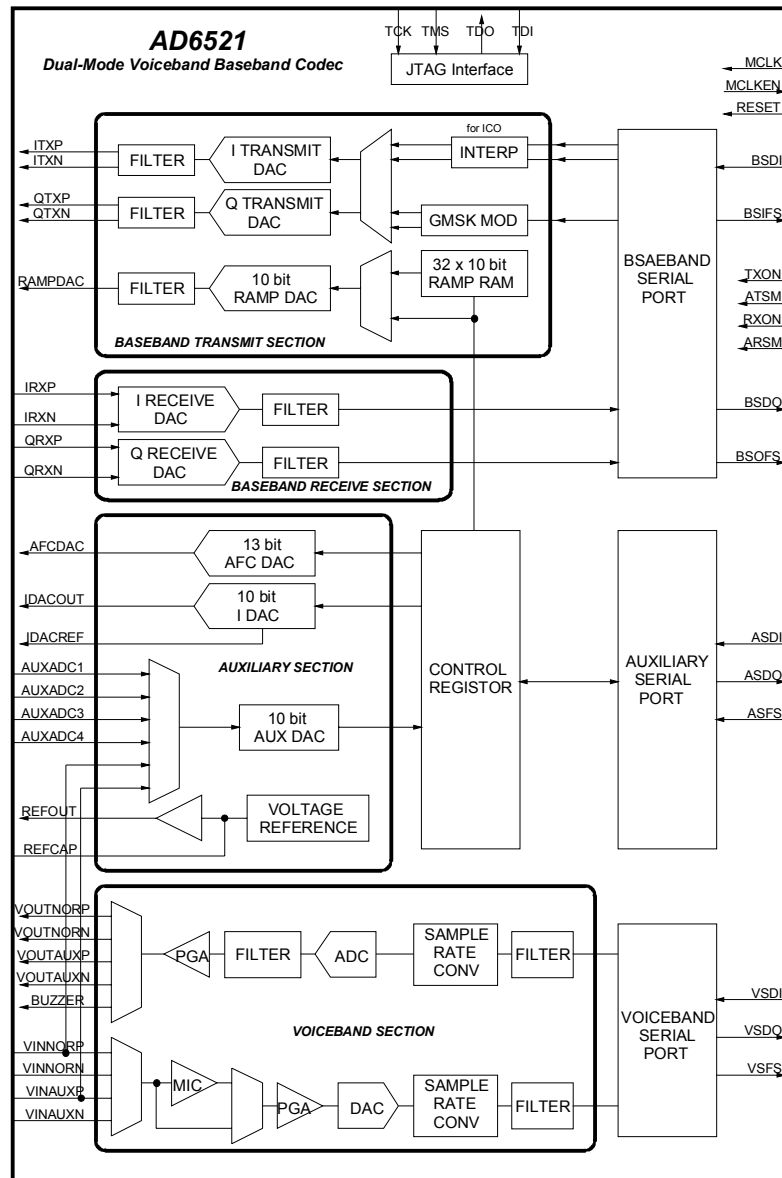 AD6521
Dual-Mode Voiceband Baseband Codec
TCK
TMS
TDO
TDI
JTAG Interface
MCLK
MCLKEN
RESET
for ICO
ITXP
ITXN
FILTER
I TRANSMIT
DAC
INTERP
QTXP
QTXN
FILTER
Q TRANSMIT
DAC
GMSK MOD
RAMPDAC
FILTER
10 bit
RAMP DAC
32 x 10 bit
RAMP RAM
BASEBAND TRANSMIT SECTION
BSAEBAND
SERIAL
PORT
BSDI
BSIFS
TXON
ATSM
RXON
ARSM
BSDO
BSOFS
IRXP
IRXN
I RECEIVE
DAC
FILTER
QRXP
QRXN
Q RECEIVE
DAC
FILTER
BASEBAND RECEIVE SECTION
AFCDAC
13 bit
AFC DAC
IDACOUT
10 bit
I DAC
IDACREF
AUXILIARY SECTION
AUXADC1
AUXADC2
AUXADC3
AUXADC4
10 bit
AUX DAC
REFOUT
VOLTAGE
REFERENCE
REFCAP
CONTROL
REGISTOR
AUXILIARY
SERIAL
PORT
ASDI
ASDO
ASFS
VOUTNORP
VOUTNORN
VOUTAUXP
VOUTAUXN
BUZZER
PGA
FILTER
ADC
SAMPLE
RATE
CONV
FILTER
VOICEBAND SECTION
VINNORP
VINNORN
VINAUXP
VINAUXN
MIC
PGA
DAC
SAMPLE
RATE
CONV
FILTER
VOICEBAND
SERIAL
PORT
VSDI
VSDO
VSFS